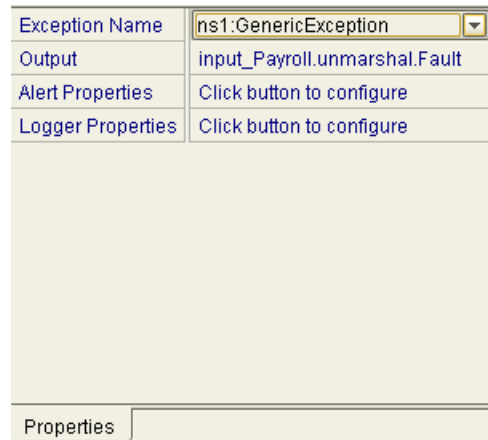 Exception Name ns1:GenericException
Output input_Payroll.unmarshal.Fault
Alert Properties Click button to configure
Logger Properties Click button to configure
Properties